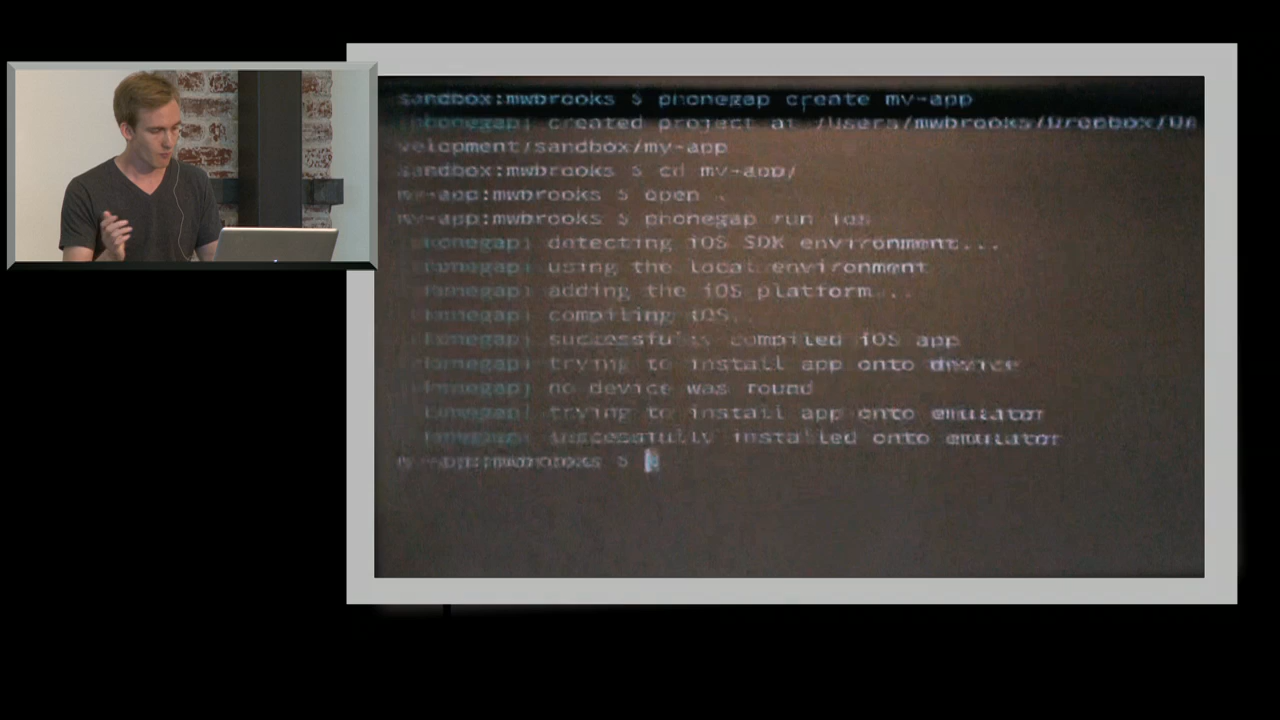 sandbox:mwbrooks $ phonegap create my-app
[phonegap] created project at /Users/mwbrooks/Dropbox/De
velopment/sandbox/my-app
sandbox:mwbrooks $ cd my-app/
my-app:mwbrooks $ open .
my-app:mwbrooks $ phonegap run ios
[phonegap] detecting iOS SDK environment...
[phonegap] using the local environment
[phonegap] adding the iOS platform...
[phonegap] compiling iOS...
[phonegap] successfully compiled iOS app
[phonegap] trying to install app onto device
[phonegap] no device was found
[phonegap] trying to install app onto emulator
[phonegap] successfully installed onto emulator
my-app:mwbrooks $